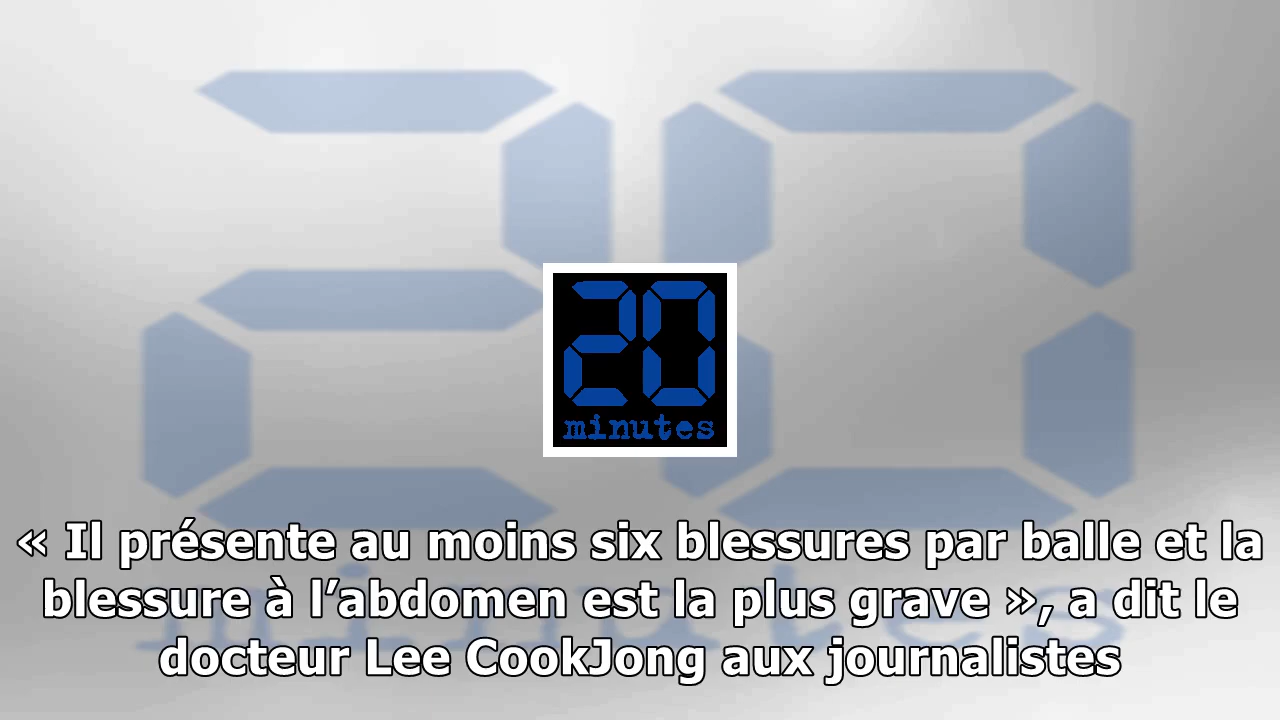 20
minutes
« Il présente au moins six blessures par balle et la
blessure à l’abdomen est la plus grave », a dit le
docteur Lee CookJong aux journalistes